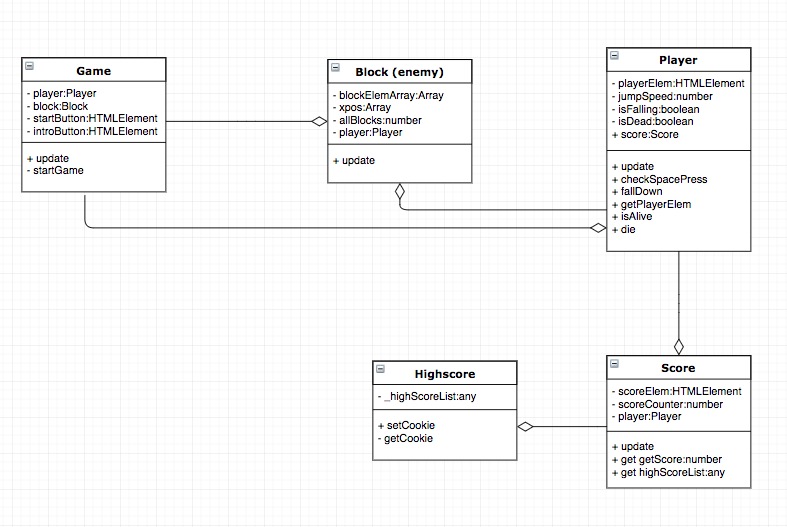 Game
- player:Player
- block:Block
- startButton:HTMLElement
- introButton:HTMLElement
+ update
- startGame
Block (enemy)
- blockElemArray:Array
- xpos:Array
- allBlocks:number
- player:Player
+ update
Player
- playerElem:HTMLElement
- jumpSpeed:number
- isFalling:boolean
- isDead:boolean
+ score:Score
+ update
+ checkSpacePress
+ fallDown
+ getPlayerElem
+ isAlive
+ die
Highscore
- _highScoreList:any
+ setCookie
- getCookie
Score
- scoreElem:HTMLElement
- scoreCounter:number
- player:Player
+ update
+ get getScore:number
+ get highScoreList:any